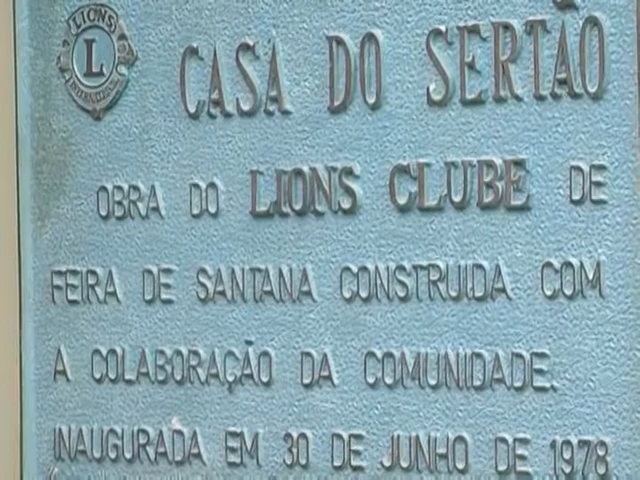 LIONS
L
INTERNATIONAL
CASA DO SERTÃO
OBRA DO LIONS CLUBE DE
FEIRA DE SANTANA CONSTRUIDA COM
A COLABORAÇÃO DA COMUNIDADE.
INAUGURADA EM 30 DE JUNHO DE 1978